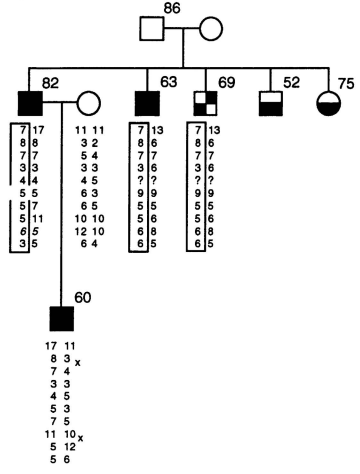 86
82 63 69 52 75
7 17 11 11 7 13 7 13
8 8 3 2 8 6 8 6
7 7 5 4 7 7 7 7
3 3 3 3 3 6 3 6
4 4 4 5 ? ? ? ?
5 5 6 3 9 9 9 9
5 7 6 5 5 5 5 5
5 11 10 10 6 6 6 6
6 5 12 10 6 8 6 8
3 5 6 4 6 5 6 5
60
17 11
8 3 x
7 4
3 3
4 5
5 3
7 5
11 10 x
5 12
5 6